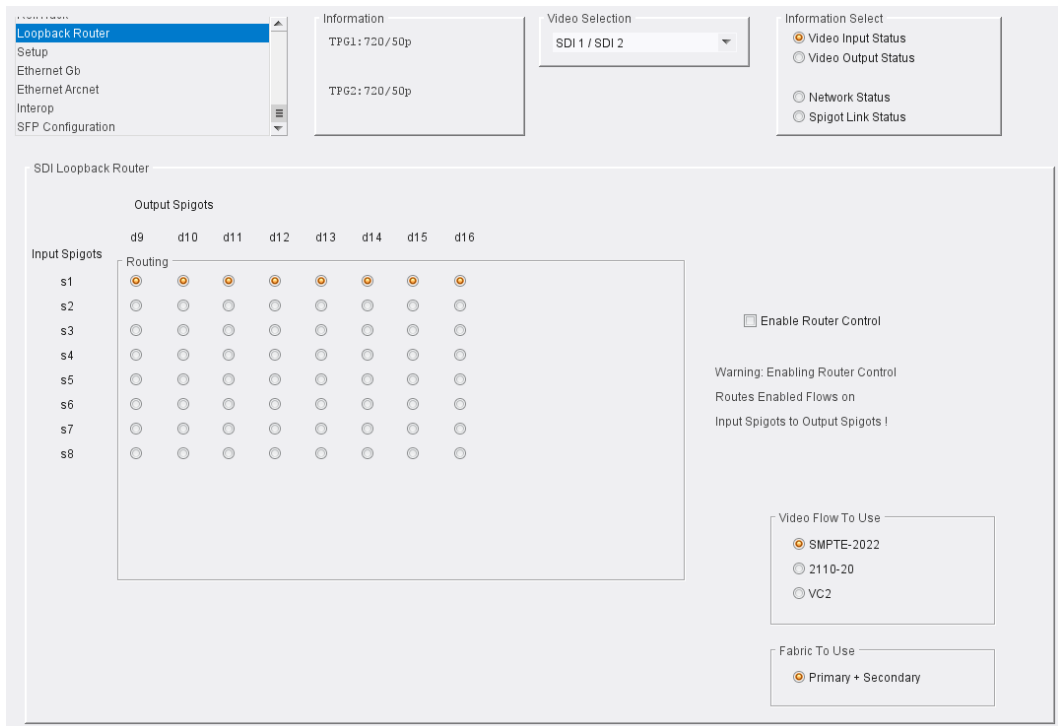 Loopback Router
Setup
Ethernet Gb
Ethernet Arcnet
Interop
SFP Configuration
Information
TPG1:720/50p
TPG2:720/50p
Video Selection
SDI 1 / SDI 2
Information Select
Video Input Status
Video Output Status
Network Status
Spigot Link Status
SDI Loopback Router
Output Spigots
d9 d10 d11 d12 d13 d14 d15 d16
Input Spigots
Routing
s1
s2
s3
s4
s5
s6
s7
s8
Enable Router Control
Warning: Enabling Router Control
Routes Enabled Flows on
Input Spigots to Output Spigots !
Video Flow To Use
SMPTE-2022
2110-20
VC2
Fabric To Use
Primary + Secondary